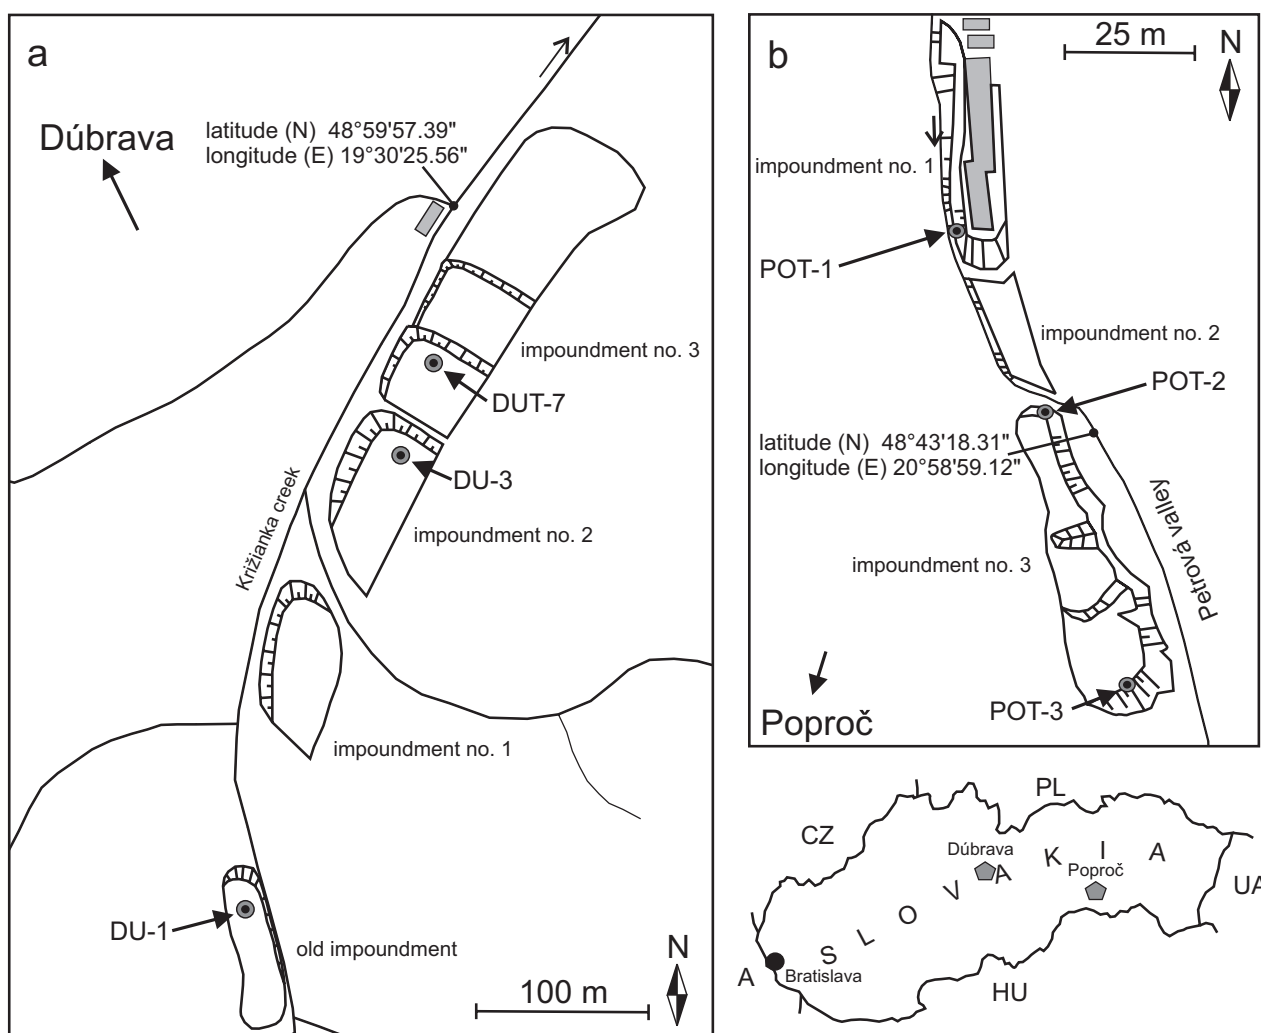 a
Dúbrava
latitude (N) 48°59'57.39"
longitude (E) 19°30'25.56"
impoundment no. 3
DUT-7
DU-3
impoundment no. 2
Križianka creek
impoundment no. 1
DU-1
old impoundment
N
100 m
b
25 m
N
impoundment no. 1
POT-1
impoundment no. 2
POT-2
latitude (N) 48°43'18.31"
longitude (E) 20°58'59.12"
Petrová valley
impoundment no. 3
POT-3
Poproč
PL
CZ
Dúbrava
SLOVAKIA
Poproč
UA
A
Bratislava
HU